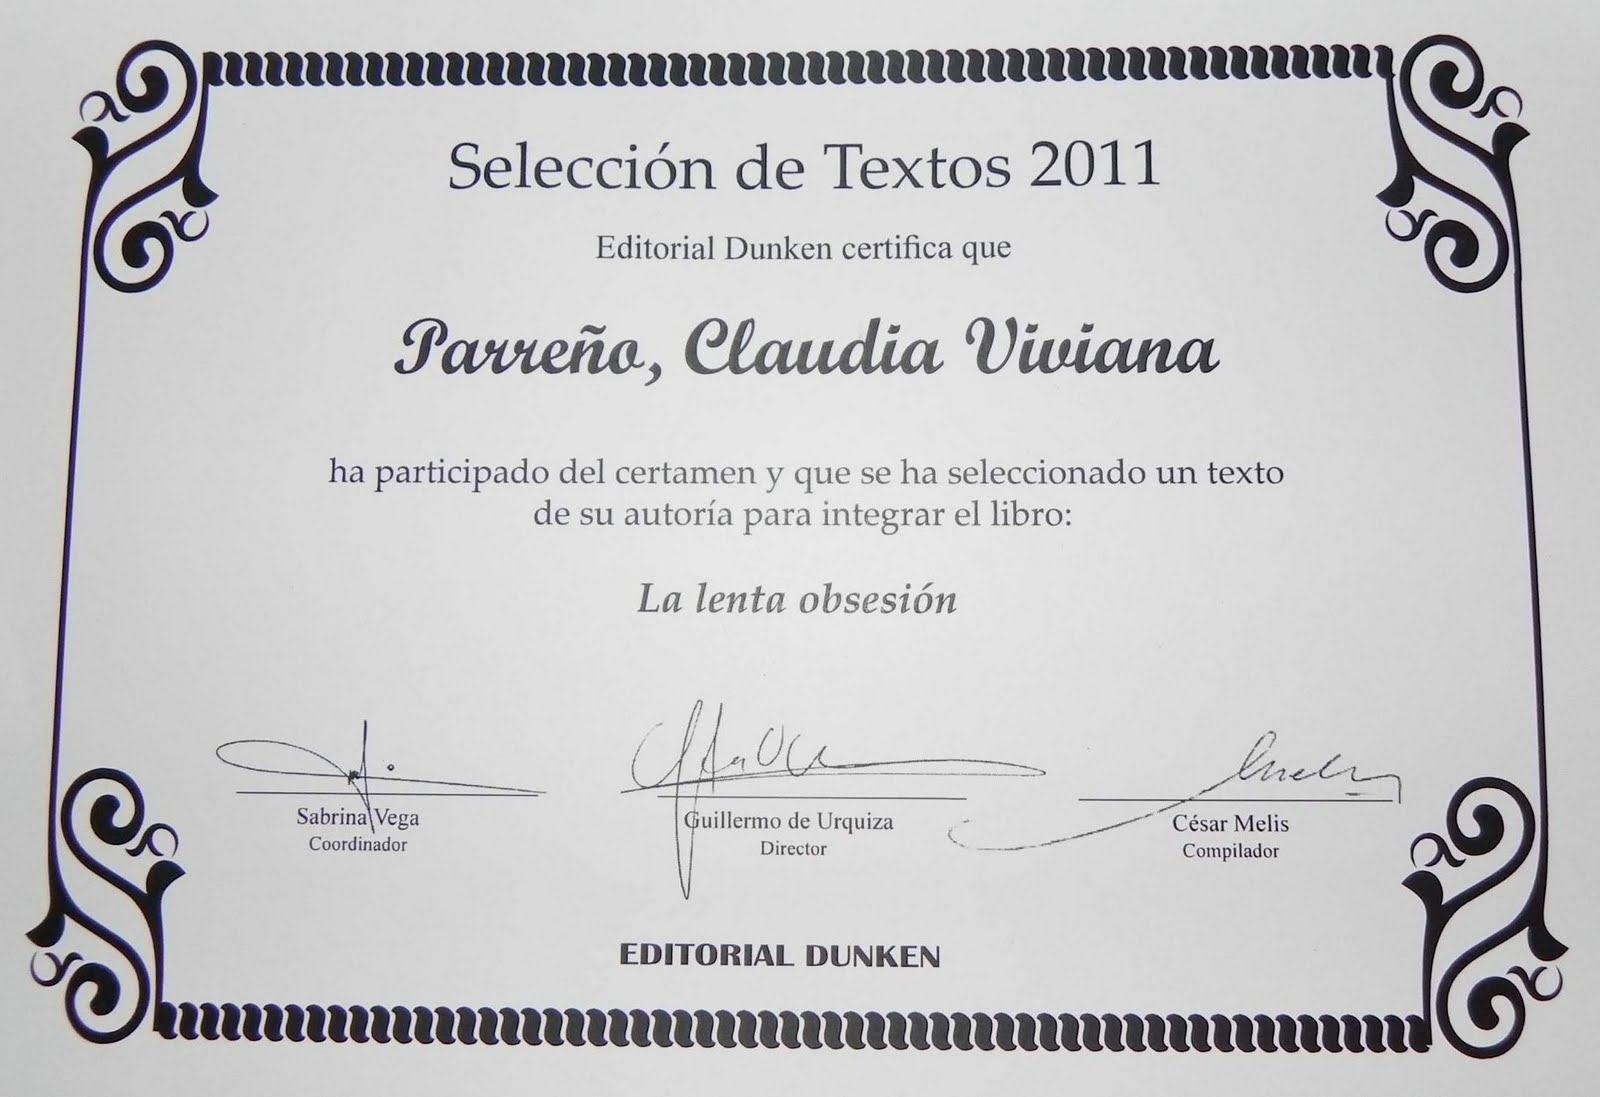 Selección de Textos 2011
Editorial Dunken certifica que
Parreño, Claudia Viviana
ha participado del certamen y que se ha seleccionado un texto
de su autoría para integrar el libro:
La lenta obsesión
Sabrina Vega
Coordinador
Guillermo de Urquiza
Director
César Melis
Compilador
EDITORIAL DUNKEN